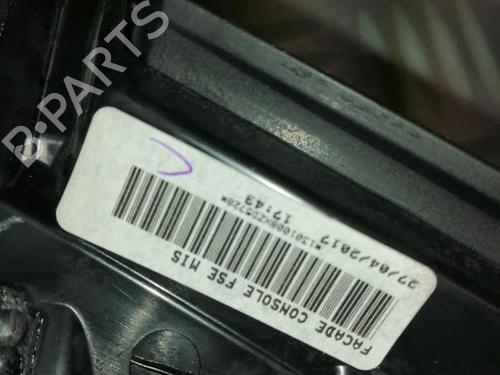 B-PARTS
FACADE CONSOLE FSE MIS
27/04/2017 17:43